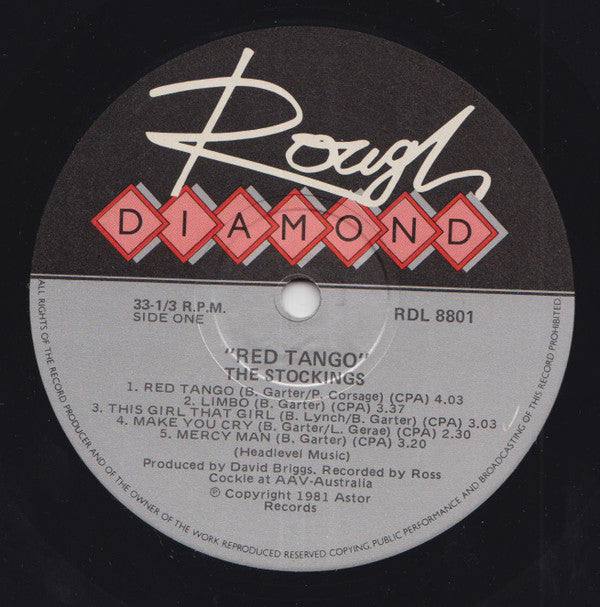 Rough
DIAMOND
33-1/3 R.P.M.
SIDE ONE
RDL 8801
"RED TANGO"
THE STOCKINGS
1. RED TANGO (B. Garter/P. Corsage) (CPA) 4.03
2. LIMBO (B. Garter) (CPA) 3.37
3. THIS GIRL THAT GIRL (B. Lynch/B. Garter) (CPA) 3.03
4. MAKE YOU CRY (B. Garter/L. Gerae) (CPA) 2.30
5. MERCY MAN (B. Garter) (CPA) 3.20
(Headlevel Music)
Produced by David Briggs. Recorded by Ross
Cockle at AAV-Australia
℗ Copyright 1981 Astor
Records
ALL RIGHTS OF THE RECORD PRODUCER AND OF THE OWNER OF THE WORK REPRODUCED RESERVED COPYING, PUBLIC PERFORMANCE AND BROADCASTING OF THIS RECORD PROHIBITED